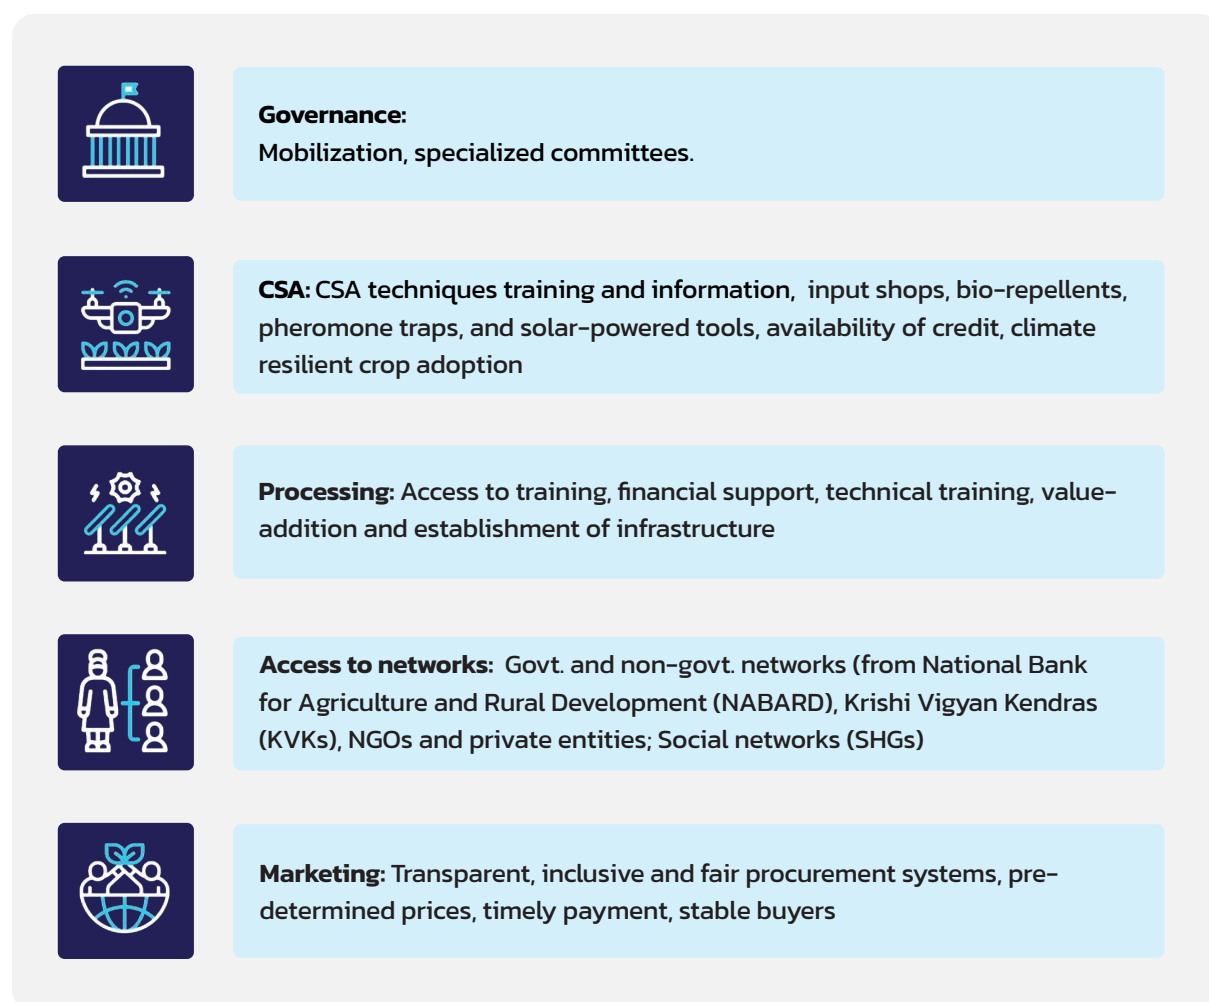 Governance:
Mobilization, specialized committees.
CSA: CSA techniques training and information, input shops, bio-repellents,
pheromone traps, and solar-powered tools, availability of credit, climate
resilient crop adoption
Processing: Access to training, financial support, technical training, value-
addition and establishment of infrastructure
Access to networks: Govt. and non-govt. networks (from National Bank
for Agriculture and Rural Development (NABARD), Krishi Vigyan Kendras
(KVKs), NGOs and private entities; Social networks (SHGs)
Marketing: Transparent, inclusive and fair procurement systems, pre-
determined prices, timely payment, stable buyers